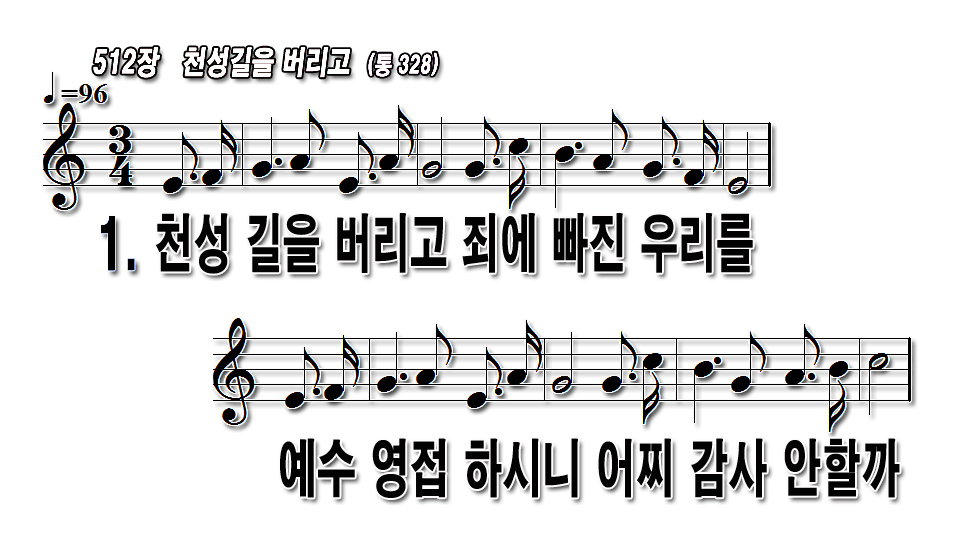 512장 천성길을 버리고 (통 328)
♩=96
3
4
1. 천성 길을 버리고 죄에 빠진 우리를
예수 영접 하시니 어찌 감사 안할까